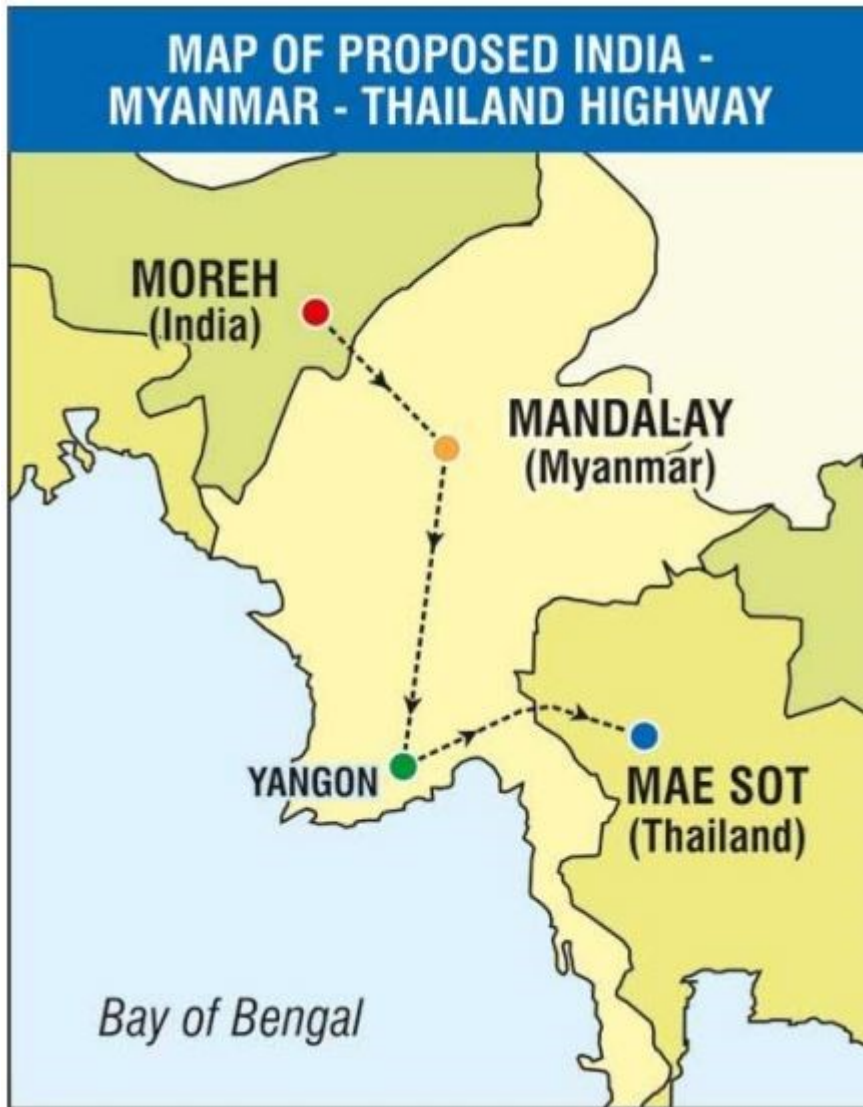 MAP OF PROPOSED INDIA -
MYANMAR - THAILAND HIGHWAY
MOREH
(India)
MANDALAY
(Myanmar)
YANGON
MAE SOT
(Thailand)
Bay of Bengal